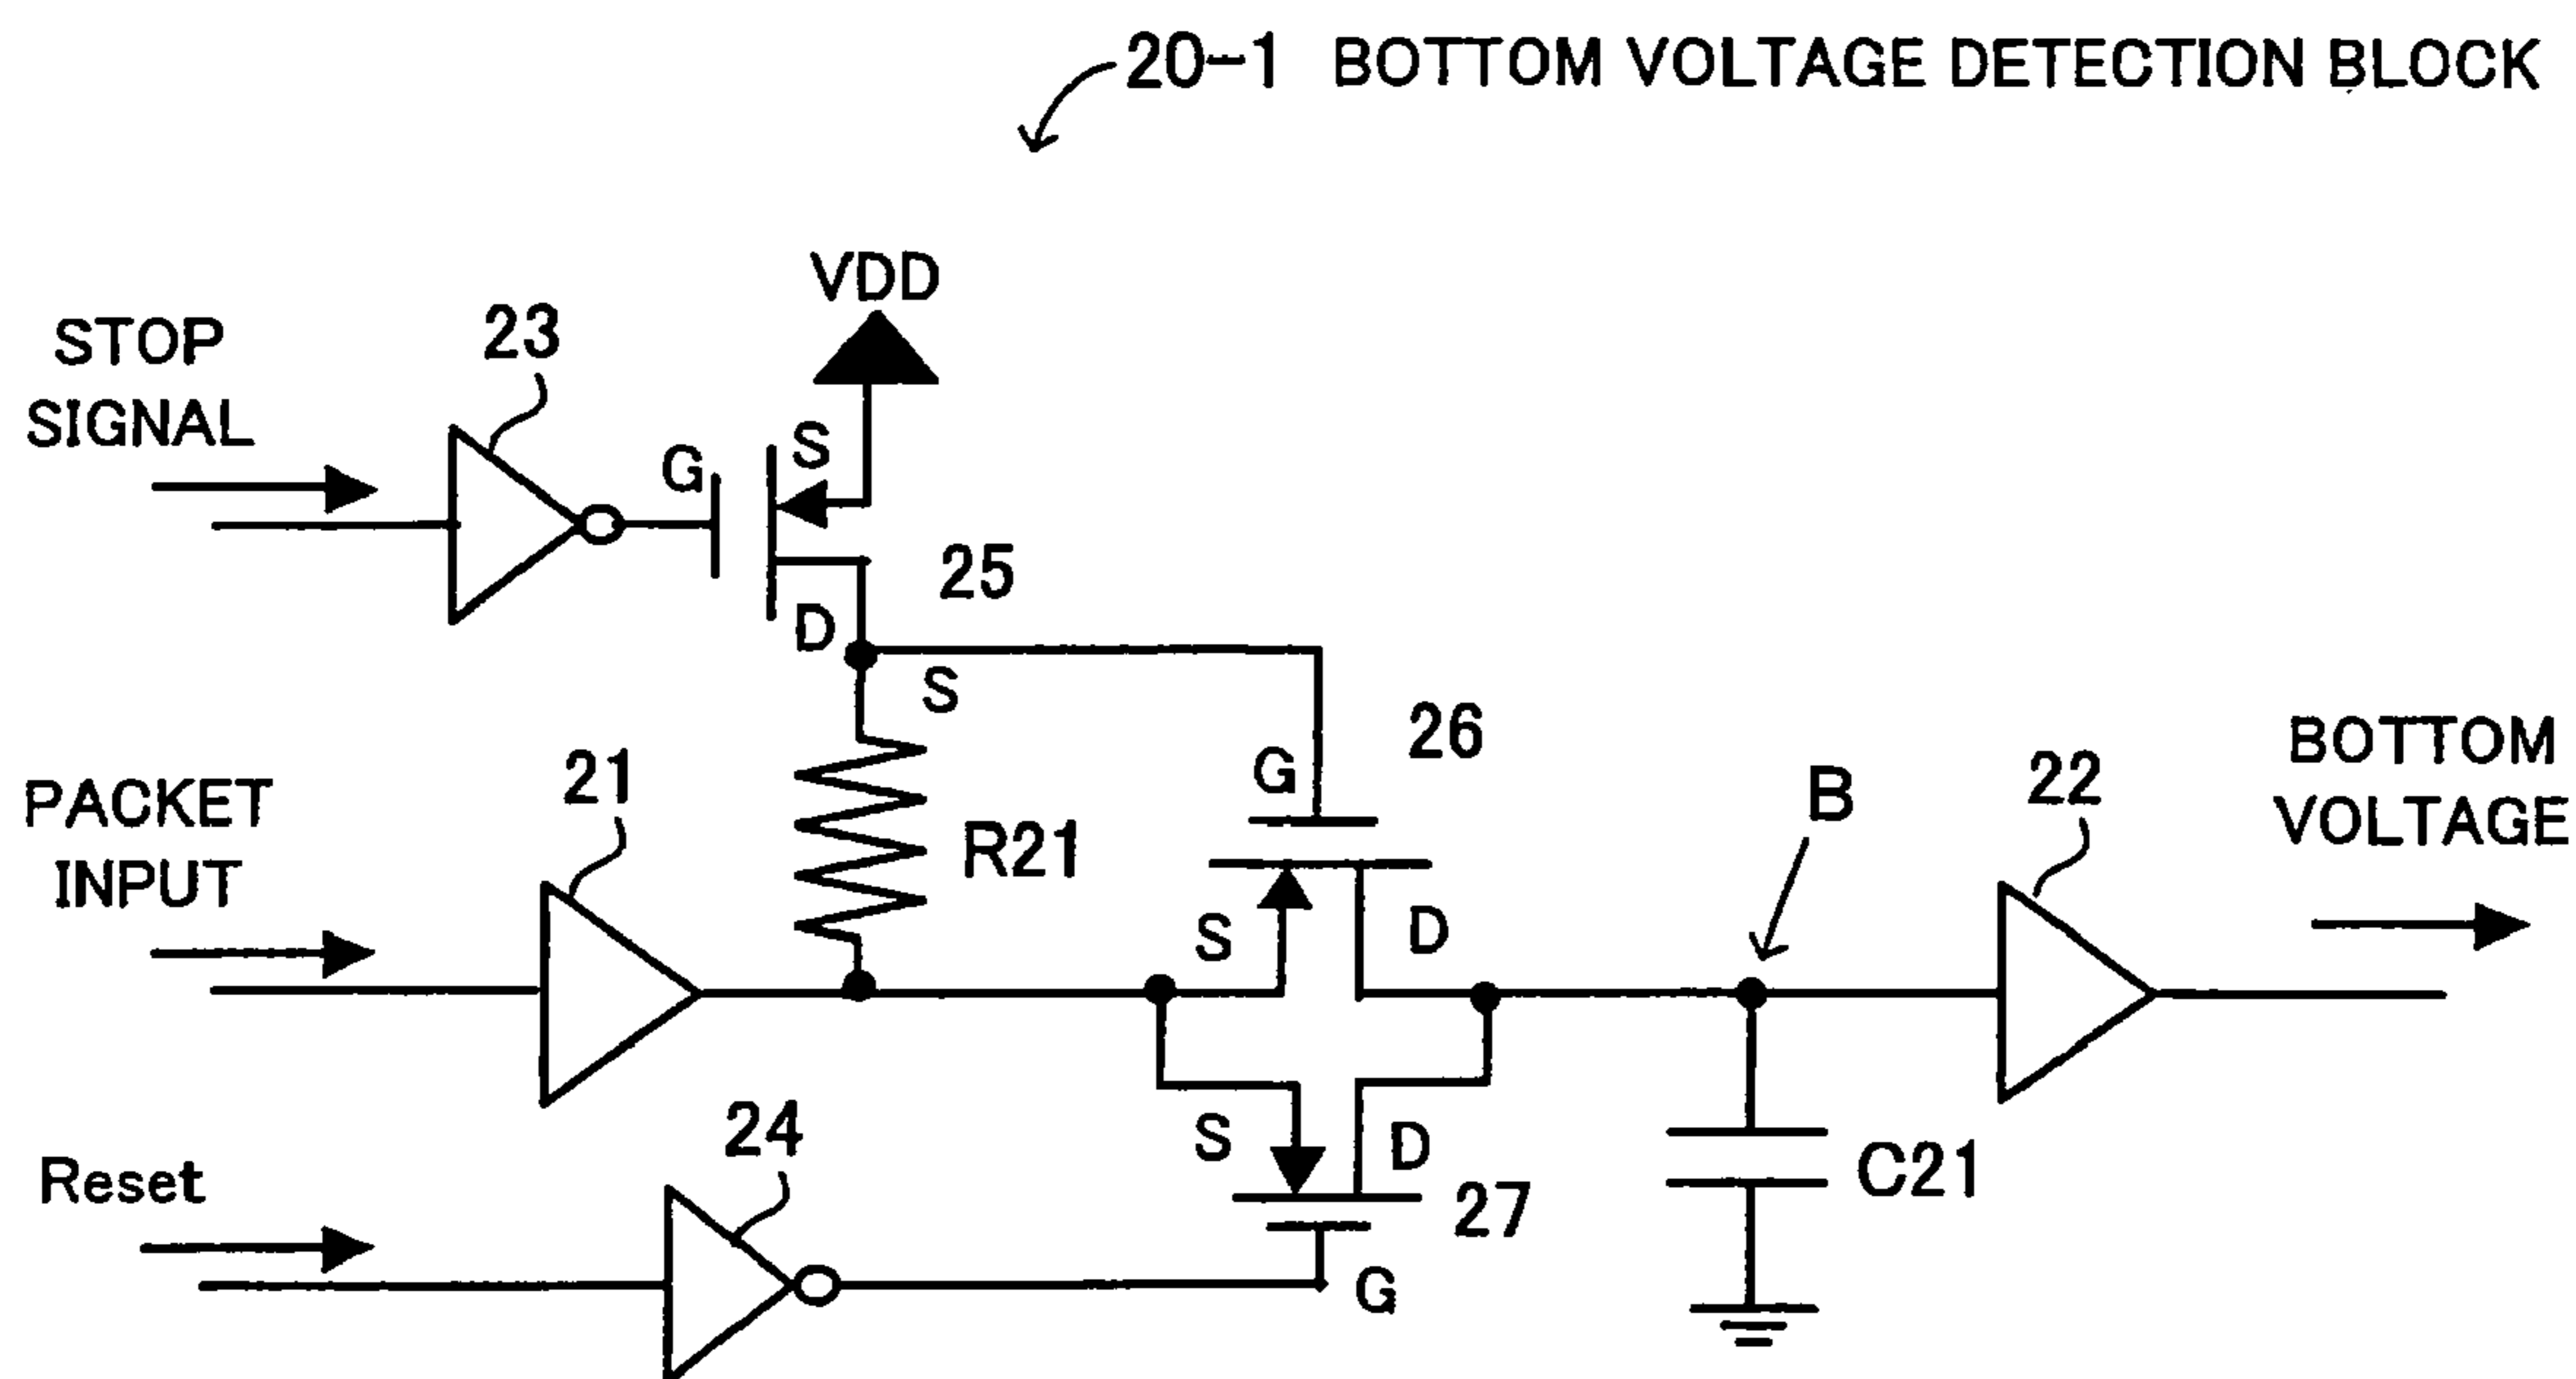 20-1 BOTTOM VOLTAGE DETECTION BLOCK
VDD
STOP
SIGNAL
23
G
S
25
D
S
PACKET
INPUT
21
R21
G
26
S
D
B
22
BOTTOM
VOLTAGE
Reset
24
S
D
27
G
C21